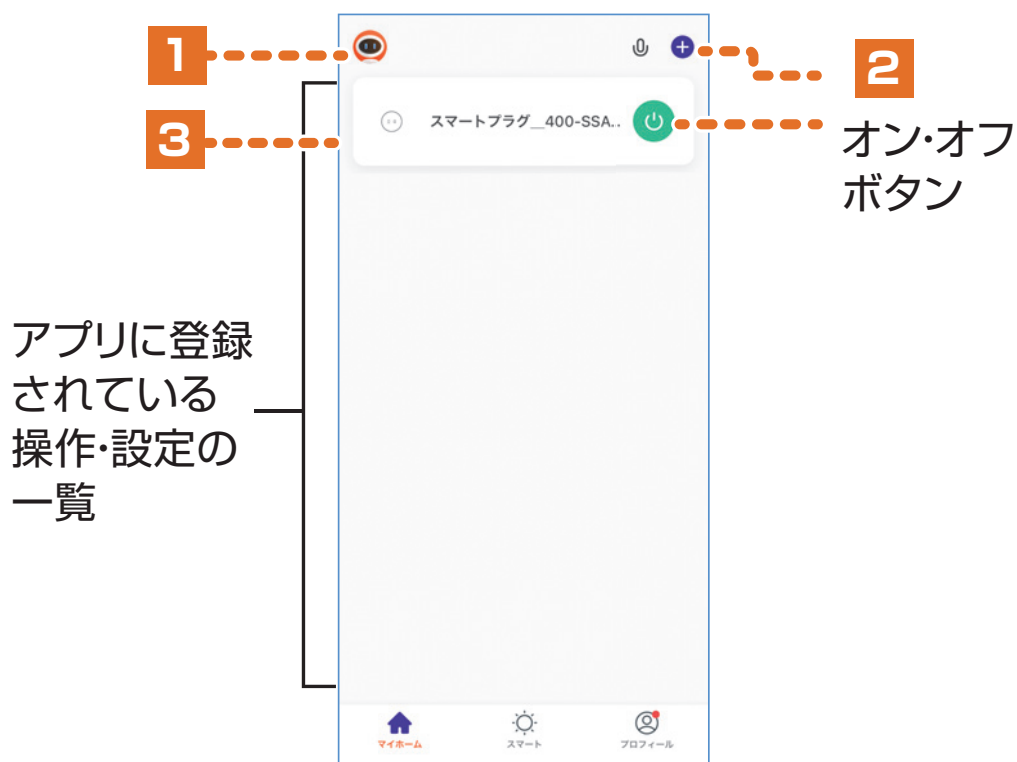 1
2
スマートプラグ__400-SSA..
3
オン・オフ
ボタン
アプリに登録
されている
操作・設定の
一覧
マイホーム
スマート
プロフィール